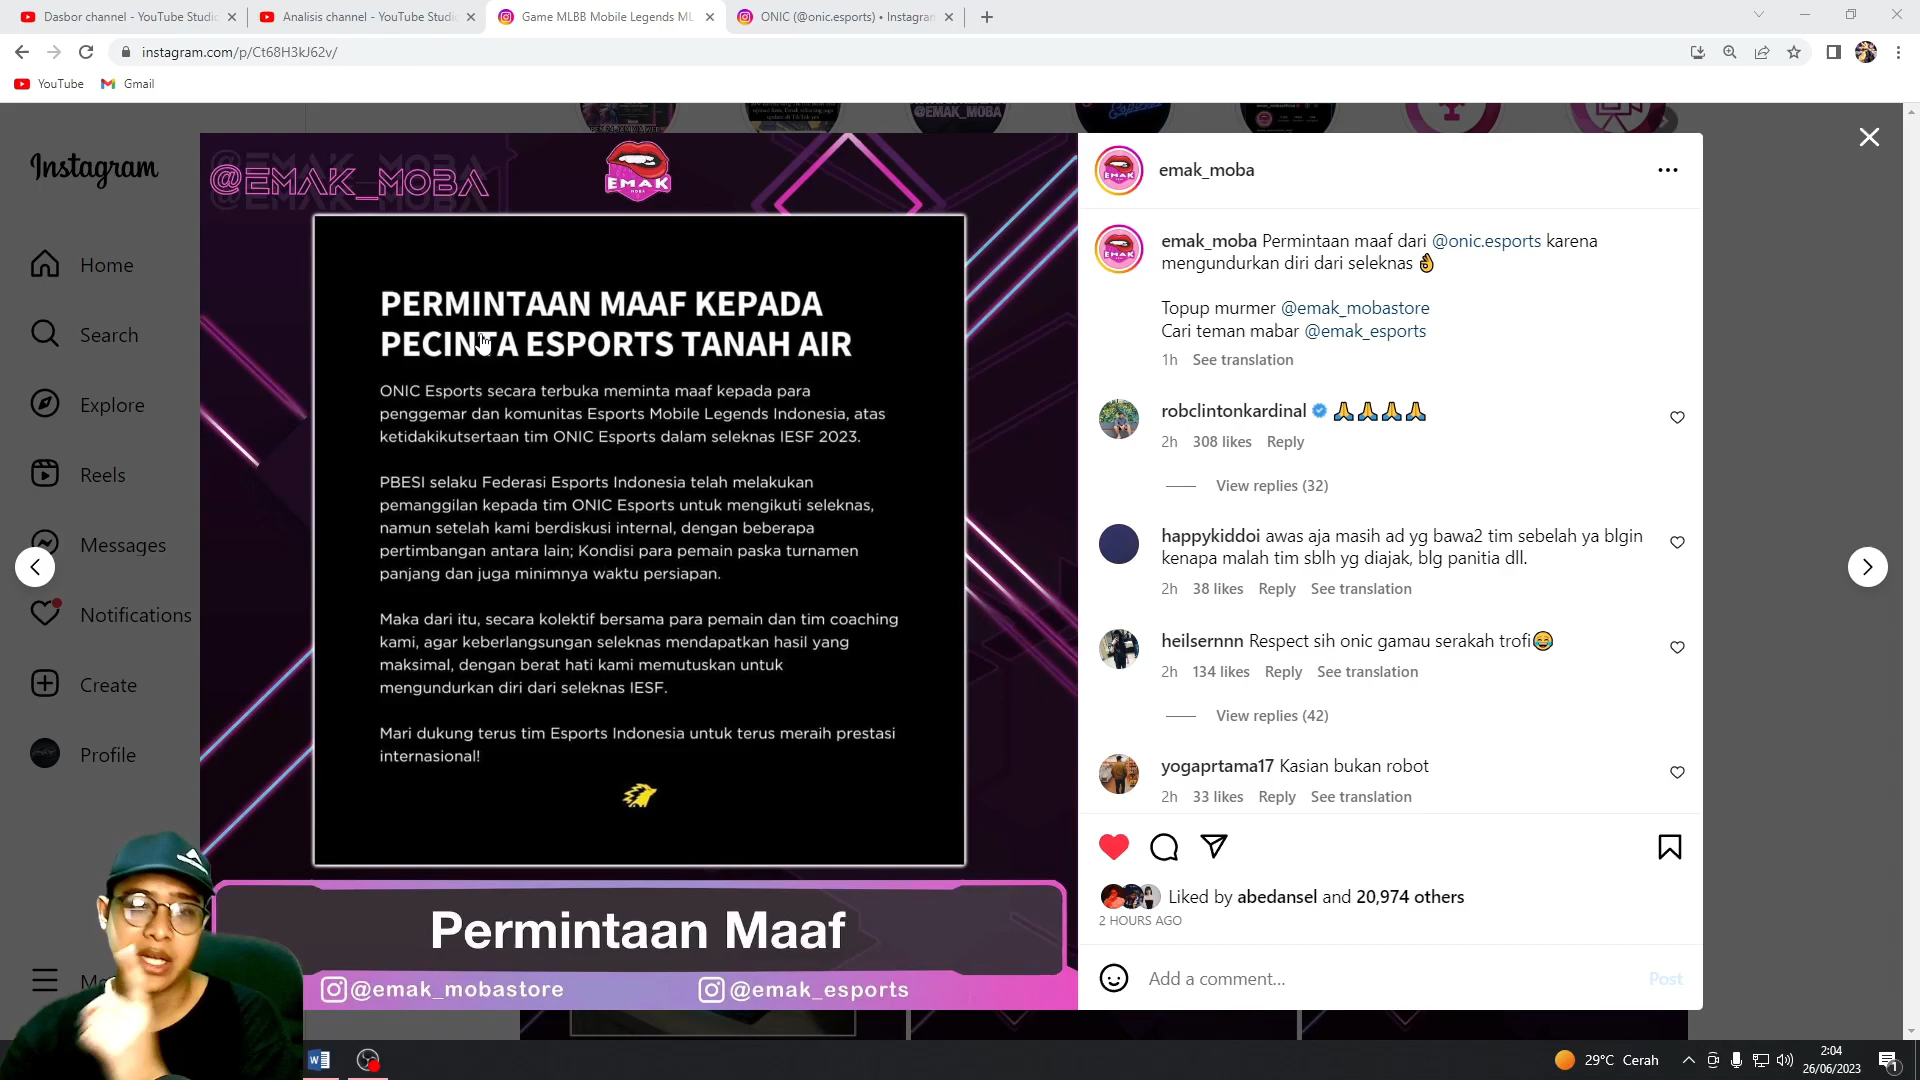 Dasbor channel - YouTube Studio
Analisis channel - YouTube Studio
Game MLBB Mobile Legends ML
ONIC (@onic.esports) • Instagram
instagram.com/p/Ct68H3kJ62v/
YouTube
Gmail
Instagram
Home
Search
Explore
Reels
Messages
Notifications
Create
Profile
@EMAK_MOBA
@EMAK_MOBA
EMAK
MOBA
PERMINTAAN MAAF KEPADA
PECINTA ESPORTS TANAH AIR
ONIC Esports secara terbuka meminta maaf kepada para
penggemar dan komunitas Esports Mobile Legends Indonesia, atas
ketidakikutsertaan tim ONIC Esports dalam seleknas IESF 2023.
PBESI selaku Federasi Esports Indonesia telah melakukan
pemanggilan kepada tim ONIC Esports untuk mengikuti seleknas,
namun setelah kami berdiskusi internal, dengan beberapa
pertimbangan antara lain; Kondisi para pemain paska turnamen
panjang dan juga minimnya waktu persiapan.
Maka dari itu, secara kolektif bersama para pemain dan tim coaching
kami, agar keberlangsungan seleknas mendapatkan hasil yang
maksimal, dengan berat hati kami memutuskan untuk
mengundurkan diri dari seleknas IESF.
Mari dukung terus tim Esports Indonesia untuk terus meraih prestasi
internasional!
Permintaan Maaf
@emak_mobastore
@emak_esports
emak_moba
emak_moba Permintaan maaf dari @onic.esports karena
mengundurkan diri dari seleknas 👌
Topup murmer @emak_mobastore
Cari teman mabar @emak_esports
1h See translation
robclintonkardinal 🙏🙏🙏🙏
2h 308 likes Reply
View replies (32)
happykiddoi awas aja masih ad yg bawa2 tim sebelah ya blgin
kenapa malah tim sblh yg diajak, blg panitia dll.
2h 38 likes Reply See translation
heilsernnn Respect sih onic gamau serakah trofi😂
2h 134 likes Reply See translation
View replies (42)
yogaprtama17 Kasian bukan robot
2h 33 likes Reply See translation
Liked by abedansel and 20,974 others
2 HOURS AGO
Add a comment...
Post
29°C Cerah
2:04
26/06/2023
1